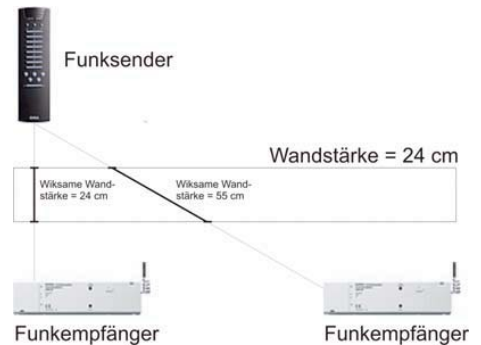 Funksender
Wandstärke = 24 cm
Wiksame Wand-
stärke = 24 cm
Wiksame Wand-
stärke = 55 cm
Funkempfänger
Funkempfänger